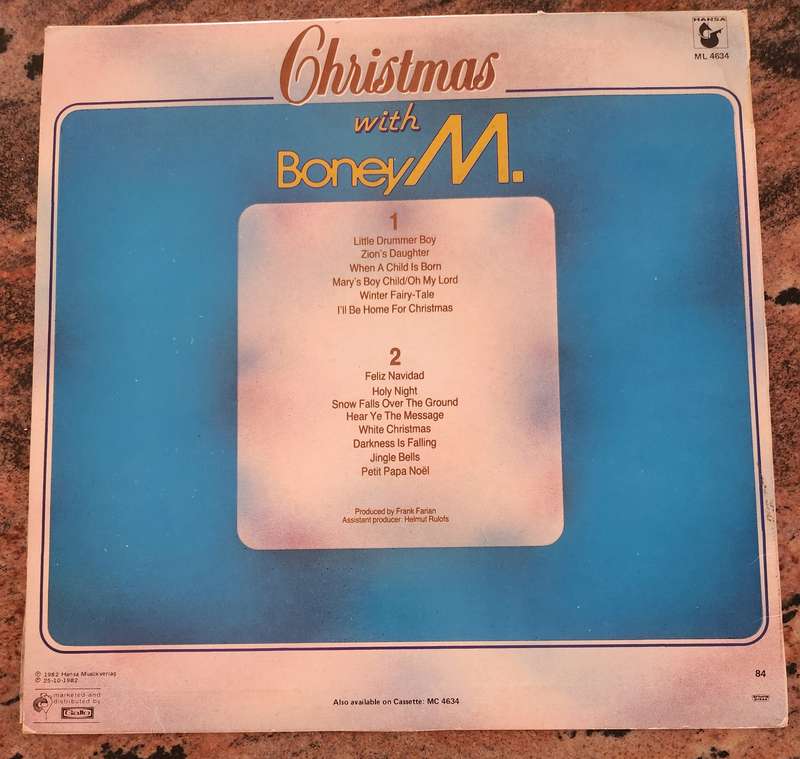 HANSA
ML 4634
Christmas
with
Boney M.
1
Little Drummer Boy
Zion's Daughter
When A Child Is Born
Mary's Boy Child/Oh My Lord
Winter Fairy-Tale
I'll Be Home For Christmas
2
Feliz Navidad
Holy Night
Snow Falls Over The Ground
Hear Ye The Message
White Christmas
Darkness Is Falling
Jingle Bells
Petit Papa Noël
Produced by Frank Farian
Assistant producer: Helmut Rulofs
© 1982 Hansa Musikverlag
℗ 25-10-1982
marketed and
distributed by
Gallo
Also available on Cassette: MC 4634
84